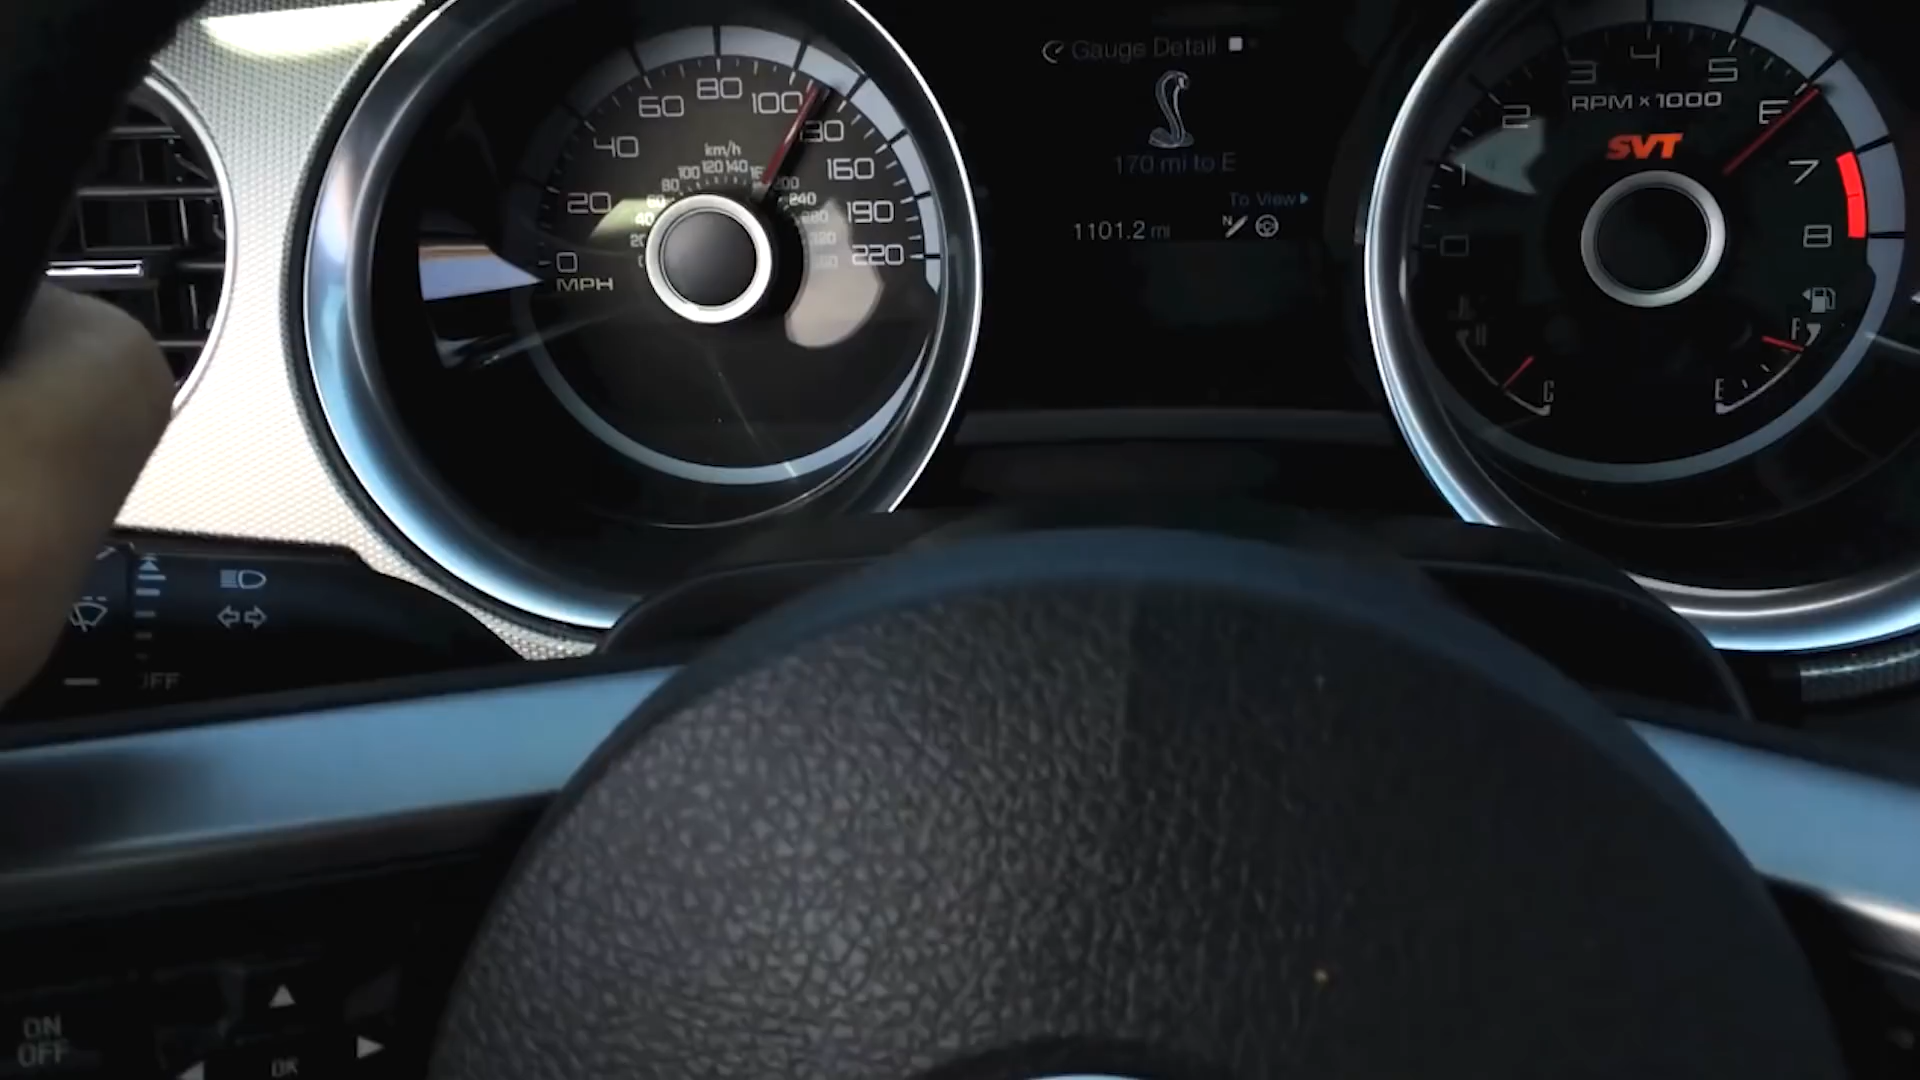 0
20
40
60
80
100
160
190
220
MPH
km/h
40
60
80
100
120
140
200
240
Gauge Detail
170 mi to E
To View
1101.2 mi
N
0
1
2
3
4
5
6
7
8
RPM x 1000
SVT
H
C
F
E
ON
OFF
OK